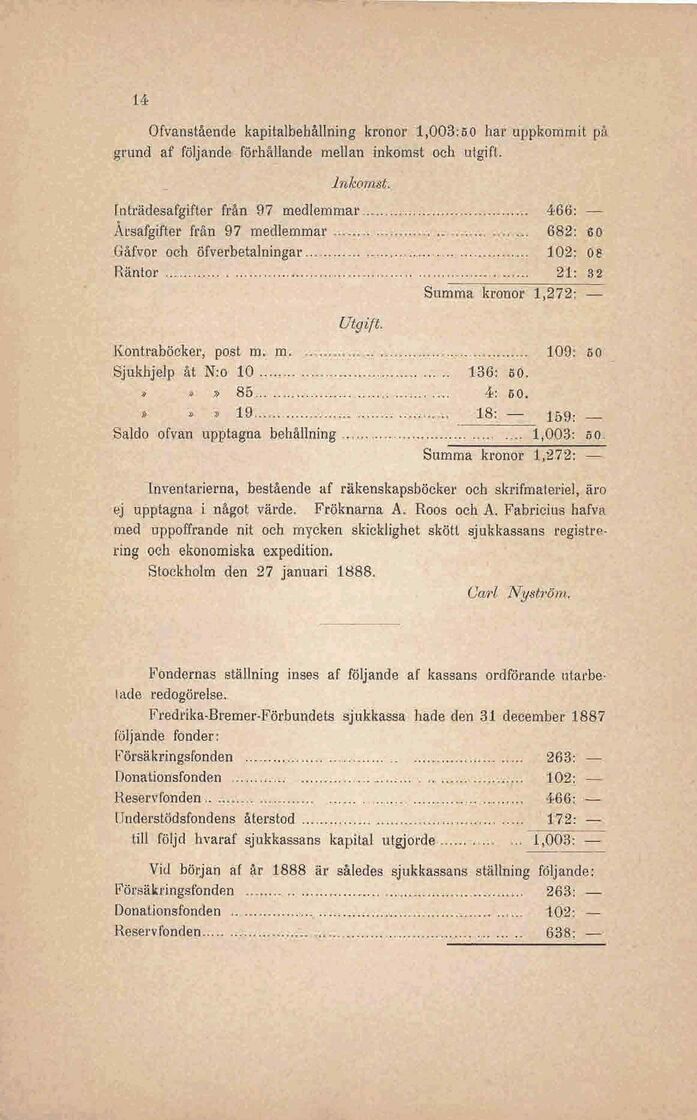 14
Ofvanstående kapitalbehållning kronor 1,003:50 har uppkommit på
grund af följande förhållande mellan inkomst och utgift.
Inkomst.
Inträdesafgifter från 97 medlemmar ... 466: —
Årsafgifter från 97 medlemmar ... 682: 60
Gåfvor och öfverbetalningar ... 102: 08
Räntor ... 21: 32
Summa kronor 1,272: —
Utgift.
Kontraböcker, post m. m. ... 109: 50
Sjukhjelp åt N:o 10 ... 136: 50.
» » » 85 ... 4: 50.
» » » 19 ... 18: — 159: —
Saldo ofvan upptagna behållning ... 1,003: 50.
Summa kronor 1,272: —
Inventarierna, bestående af räkenskapsböcker och skrifmateriel, äro
ej upptagna i något värde. Fröknarna A. Roos och A. Fabricius hafva
med uppoffrande nit och mycken skicklighet skött sjukkassans registre-
ring och ekonomiska expedition.
Stockholm den 27 januari 1888.
Carl Nyström.
Fondernas ställning inses af följande af kassans ordförande utarbe-
tade redogörelse.
Fredrika-Bremer-Förbundets sjukkassa hade den 31 december 1887
följande fonder:
Försäkringsfonden ... 263: —
Donationsfonden ... 102: —
Reservfonden ... 466: —
Understödsfondens återstod ... 172: —
till följd hvaraf sjukkassans kapital utgjorde ... 1,003: —
Vid början af år 1888 är således sjukkassans ställning följande:
Försäkringsfonden ... 263: —
Donationsfonden ... 102: —
Reservfonden ... 638: —